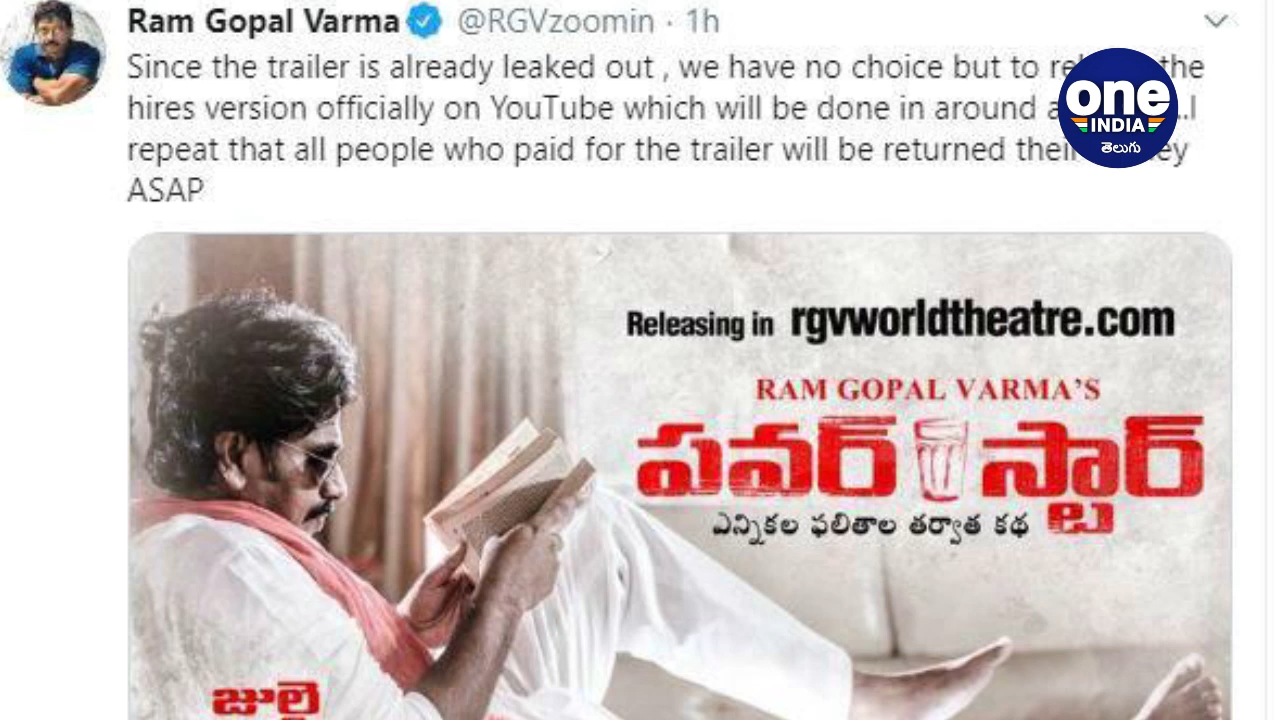 Ram Gopal Varma @RGVzoomin · 1h
Since the trailer is already leaked out , we have no choice but to the
hires version officially on YouTube which will be done in around ..I
repeat that all people who paid for the trailer will be returned
ASAP
one
INDIA
తెలుగు
Releasing in rgvworldtheatre.com
RAM GOPAL VARMA'S
పవర్ స్టార్
ఎన్నికల ఫలితాల తర్వాత కథ
జులై